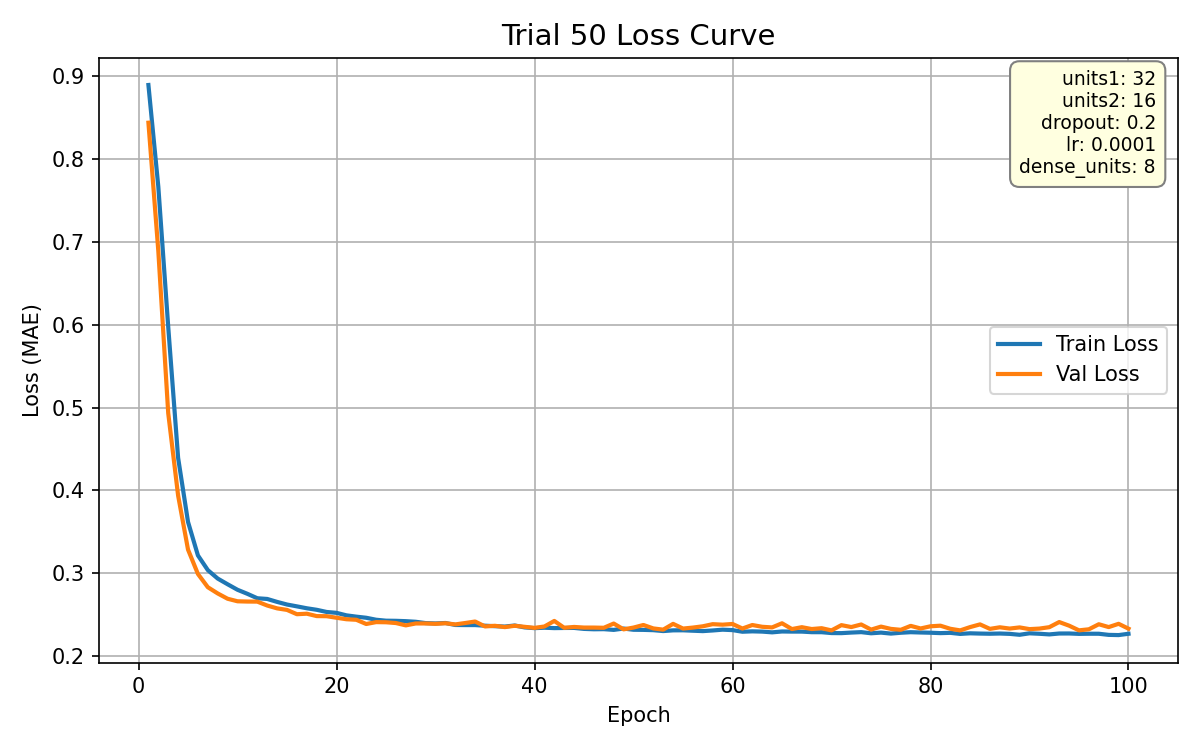 Trial 50 Loss Curve
units1: 32
units2: 16
dropout: 0.2
lr: 0.0001
dense_units: 8
Train Loss
Val Loss
Loss (MAE)
0.9
0.8
0.7
0.6
0.5
0.4
0.3
0.2
0 20 40 60 80 100
Epoch